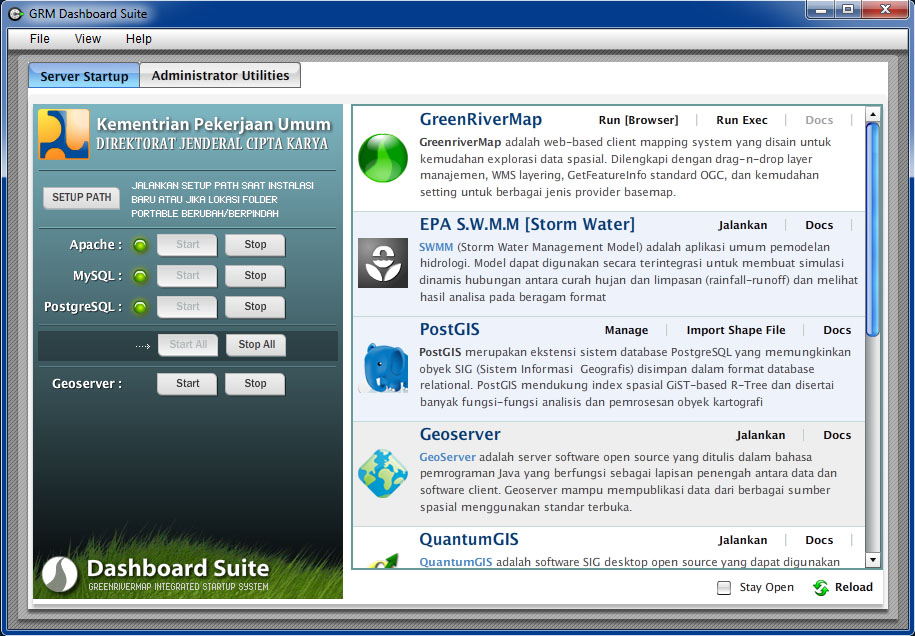 GRM Dashboard Suite
File View Help
Server Startup Administrator Utilities
Kementrian Pekerjaan Umum
DIREKTORAT JENDERAL CIPTA KARYA
SETUP PATH
JALANKAN SETUP PATH SAAT INSTALASI
BARU ATAU JIKA LOKASI FOLDER
PORTABLE BERUBAH/BERPINDAH
Apache : Start Stop
MySQL : Start Stop
PostgreSQL : Start Stop
Start All Stop All
Geoserver : Start Stop
Dashboard Suite
GREENRIVERMAP INTEGRATED STARTUP SYSTEM
GreenRiverMap Run [Browser] Run Exec Docs
GreenriverMap adalah web-based client mapping system yang disain untuk
kemudahan explorasi data spasial. Dilengkapi dengan drag-n-drop layer
manajemen, WMS layering, GetFeatureInfo standard OGC, dan kemudahan
setting untuk berbagai jenis provider basemap.
EPA S.W.M.M [Storm Water] Jalankan Docs
SWMM (Storm Water Management Model) adalah aplikasi umum pemodelan
hidrologi. Model dapat digunakan secara terintegrasi untuk membuat simulasi
dinamis hubungan antara curah hujan dan limpasan (rainfall-runoff) dan melihat
hasil analisa pada beragam format
PostGIS Manage Import Shape File Docs
PostGIS merupakan ekstensi sistem database PostgreSQL yang memungkinkan
obyek SIG (Sistem Informasi Geografis) disimpan dalam format database
relational. PostGIS mendukung index spasial GiST-based R-Tree dan disertai
banyak fungsi-fungsi analisis dan pemrosesan obyek kartografi
Geoserver Jalankan Docs
GeoServer adalah server software open source yang ditulis dalam bahasa
pemrograman Java yang berfungsi sebagai lapisan penengah antara data dan
software client. Geoserver mampu mempublikasi data dari berbagai sumber
spasial menggunakan standar terbuka.
QuantumGIS Jalankan Docs
QuantumGIS adalah software SIG desktop open source yang dapat digunakan
Stay Open Reload